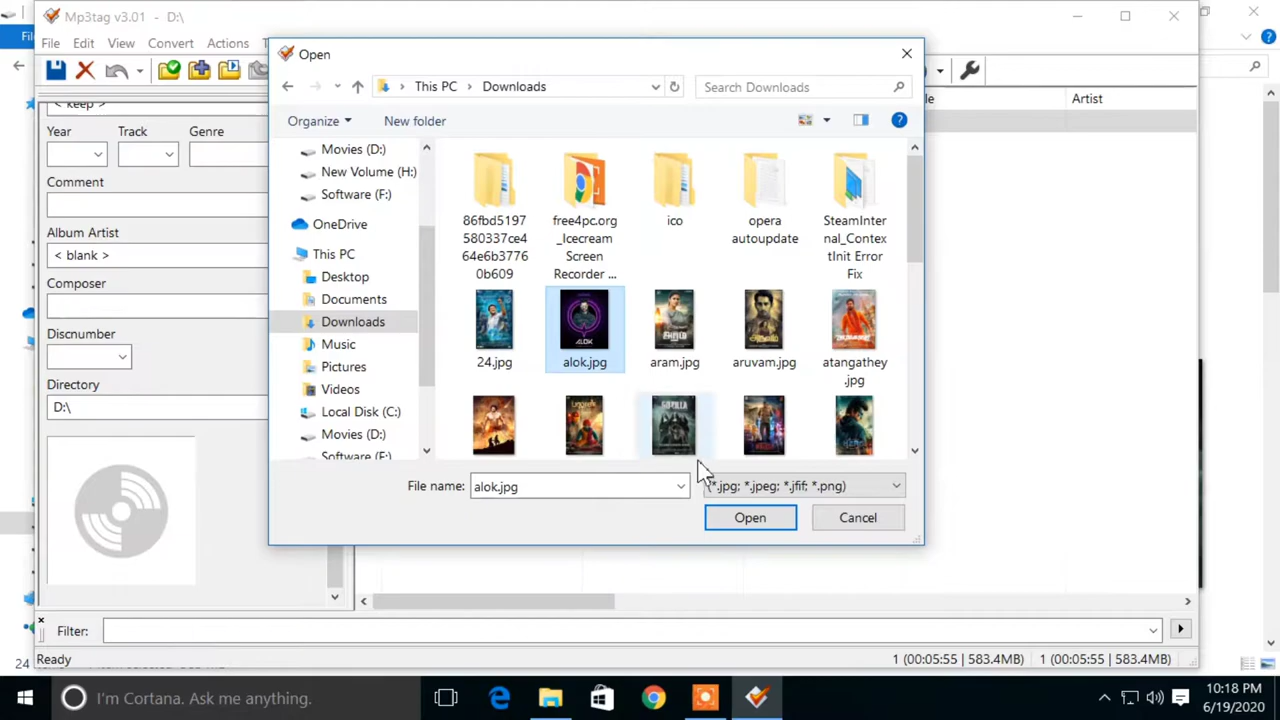 Mp3tag v3.01 - D:\
File Edit View Convert Actions
Open
This PC Downloads
Search Downloads
Organize
New folder
le
Artist
< keep >
Year
Track
Genre
Comment
Album Artist
< blank >
Composer
Discnumber
Directory
D:\
Movies (D:)
New Volume (H:)
Software (F:)
OneDrive
This PC
Desktop
Documents
Downloads
Music
Pictures
Videos
Local Disk (C:)
Movies (D:)
Software (F:)
86fbd5197
580337ce4
64e6b3776
0b609
free4pc.org
_Icecream
Screen
Recorder ...
ico
opera
autoupdate
SteamInter
nal_Contex
tInit Error
Fix
24.jpg
ALOK
alok.jpg
aram.jpg
aruvam.jpg
atangathey
.jpg
GORILLA
File name:
alok.jpg
(*.jpg; *.jpeg; *.jfif; *.png)
Open
Cancel
Filter:
Ready
1 (00:05:55 | 583.4MB)
1 (00:05:55 | 583.4MB)
I'm Cortana. Ask me anything.
10:18 PM
6/19/2020